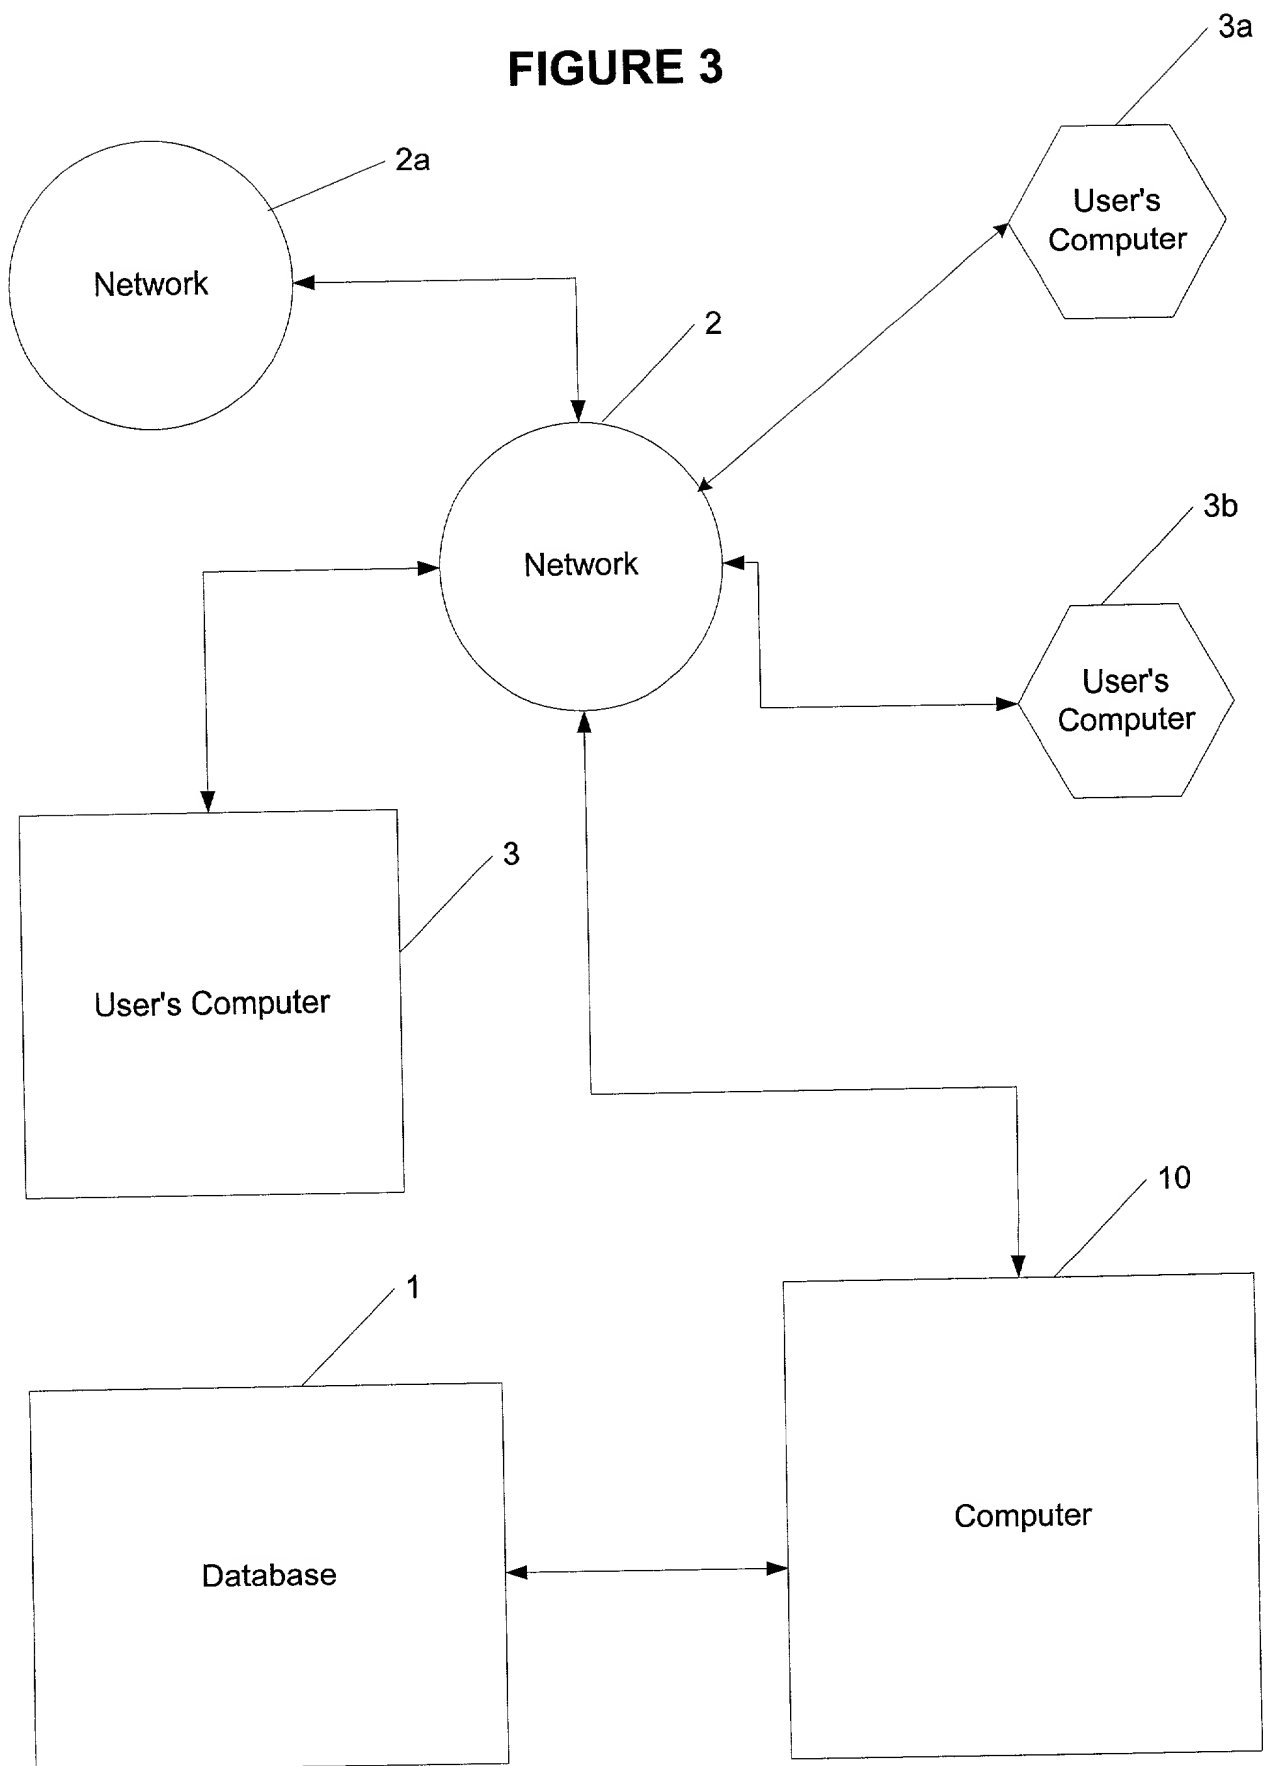 FIGURE 3
3a
2a
User's
Computer
Network
2
3b
Network
User's
Computer
3
User's Computer
10
1
Computer
Database